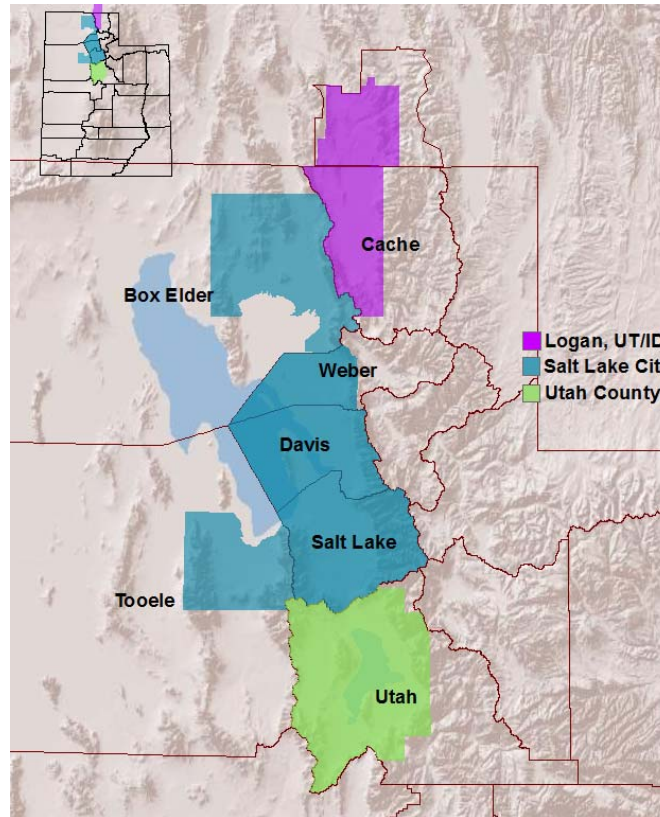 Cache
Box Elder
Logan, UT/ID
Salt Lake Cit
Utah County
Weber
Davis
Salt Lake
Tooele
Utah